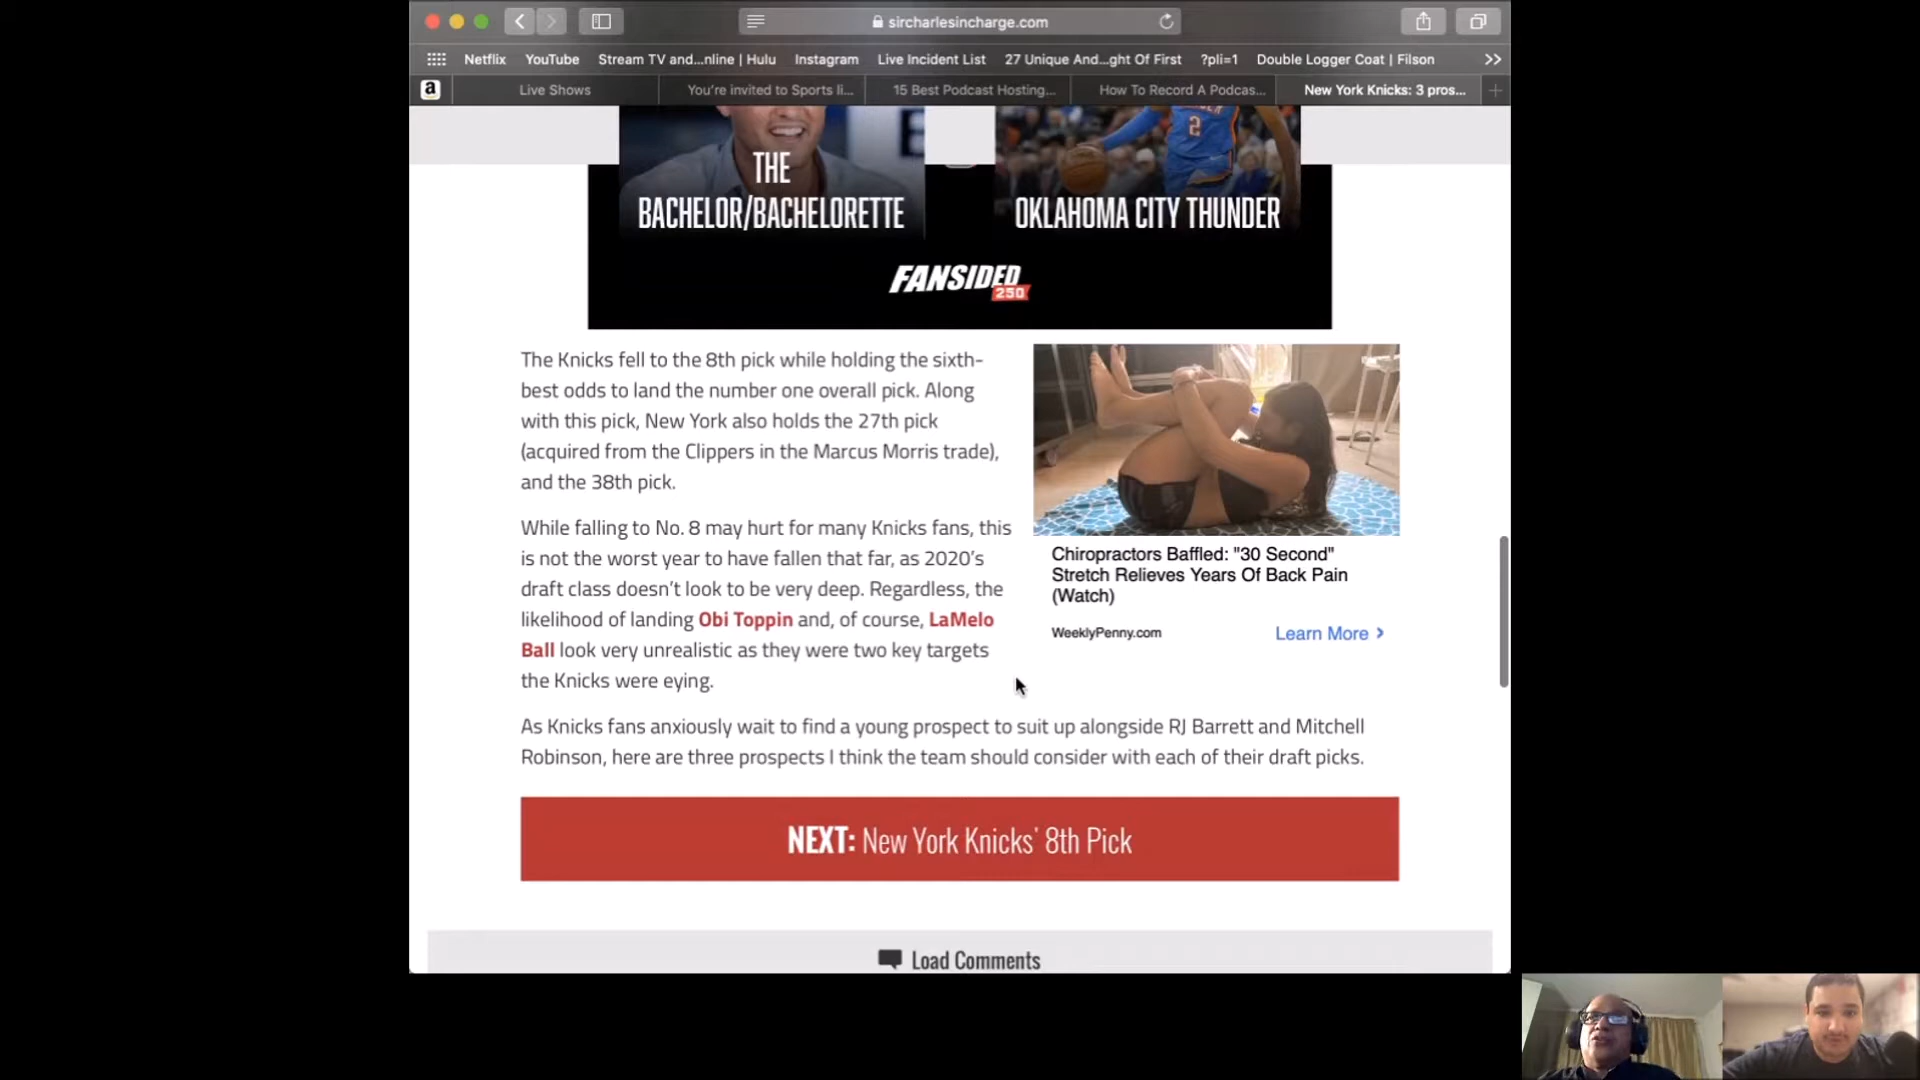 sircharlesincharge.com
Netflix YouTube Stream TV and...nline | Hulu Instagram Live Incident List 27 Unique And...ght Of First ?pli=1 Double Logger Coat | Filson
a Live Shows You're invited to Sports li... 15 Best Podcast Hosting... How To Record A Podcas... New York Knicks: 3 pros...
2
THE
BACHELOR/BACHELORETTE
OKLAHOMA CITY THUNDER
FANSIDED
250
The Knicks fell to the 8th pick while holding the sixth-
best odds to land the number one overall pick. Along
with this pick, New York also holds the 27th pick
(acquired from the Clippers in the Marcus Morris trade),
and the 38th pick.
While falling to No. 8 may hurt for many Knicks fans, this
is not the worst year to have fallen that far, as 2020's
draft class doesn't look to be very deep. Regardless, the
likelihood of landing Obi Toppin and, of course, LaMelo
Ball look very unrealistic as they were two key targets
the Knicks were eying.
Chiropractors Baffled: "30 Second"
Stretch Relieves Years Of Back Pain
(Watch)
WeeklyPenny.com Learn More
As Knicks fans anxiously wait to find a young prospect to suit up alongside RJ Barrett and Mitchell
Robinson, here are three prospects I think the team should consider with each of their draft picks.
NEXT: New York Knicks' 8th Pick
Load Comments